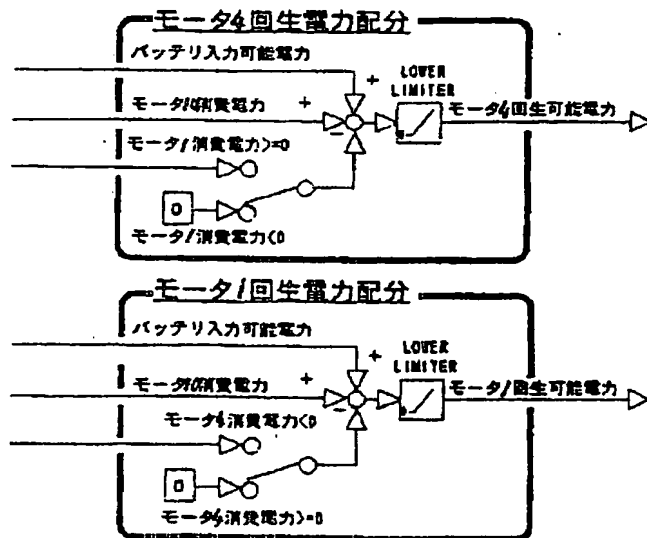 モータ4回生電力配分
バッテリ入力可能電力
+
LOWER
LIMITER
モータ 消費電力
+
-
0
モータ4回生可能電力
モータ1消費電力>=0
0
モータ1消費電力<0
モータ1回生電力配分
バッテリ入力可能電力
+
LOWER
LIMITER
モータ 消費電力
+
-
0
モータ1回生可能電力
モータ4消費電力<0
0
モータ4消費電力>=0